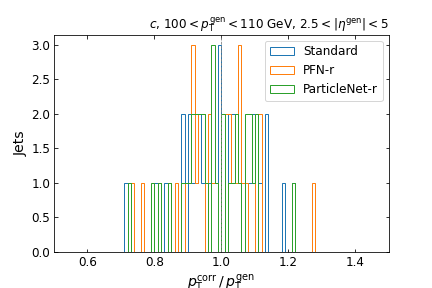 c, 100 < p_T^gen < 110 GeV, 2.5 < |η^gen| < 5
3.0
2.5
2.0
1.5
1.0
0.5
0.0
Jets
Standard
PFN-r
ParticleNet-r
0.6 0.8 1.0 1.2 1.4
p_T^corr / p_T^gen